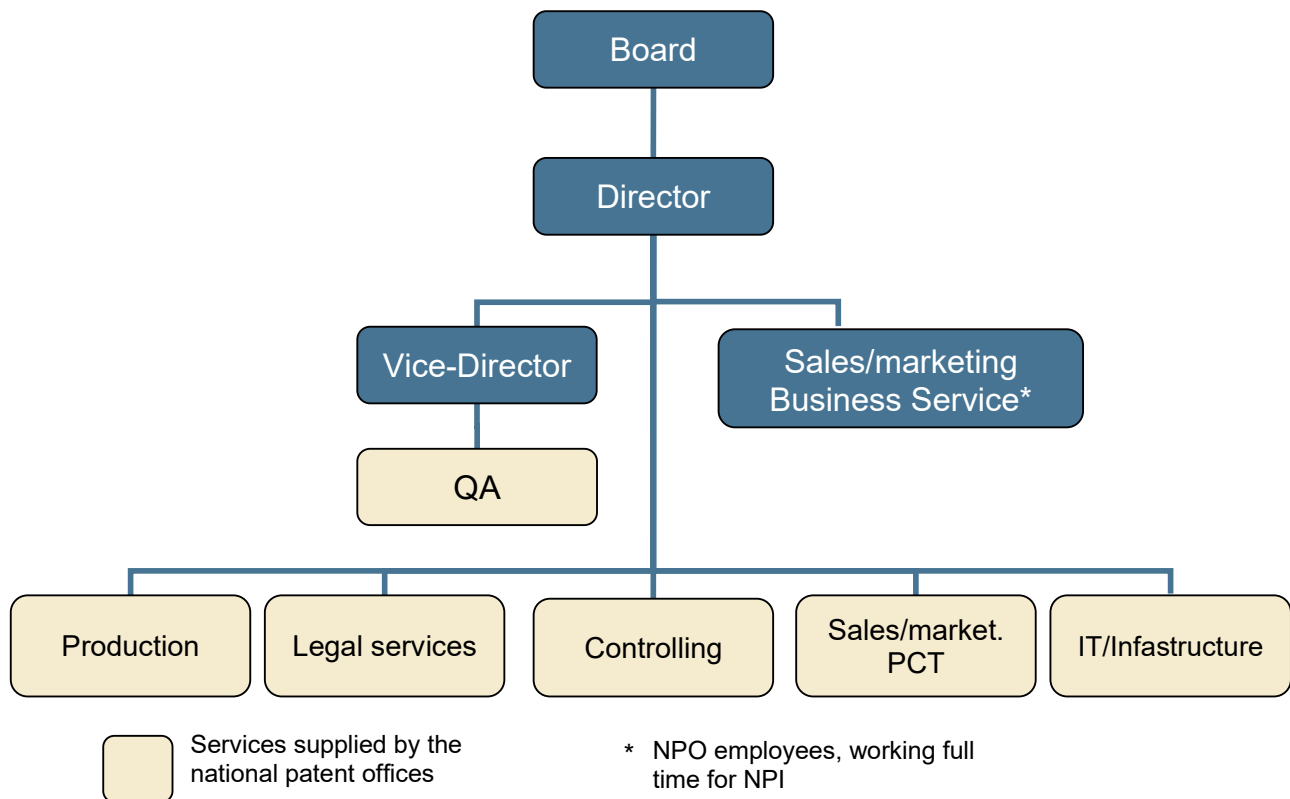 Board
Director
Vice-Director
Sales/marketing
Business Service*
QA
Production
Legal services
Controlling
Sales/market.
PCT
IT/Infastructure
Services supplied by the
national patent offices
* NPO employees, working full
time for NPI